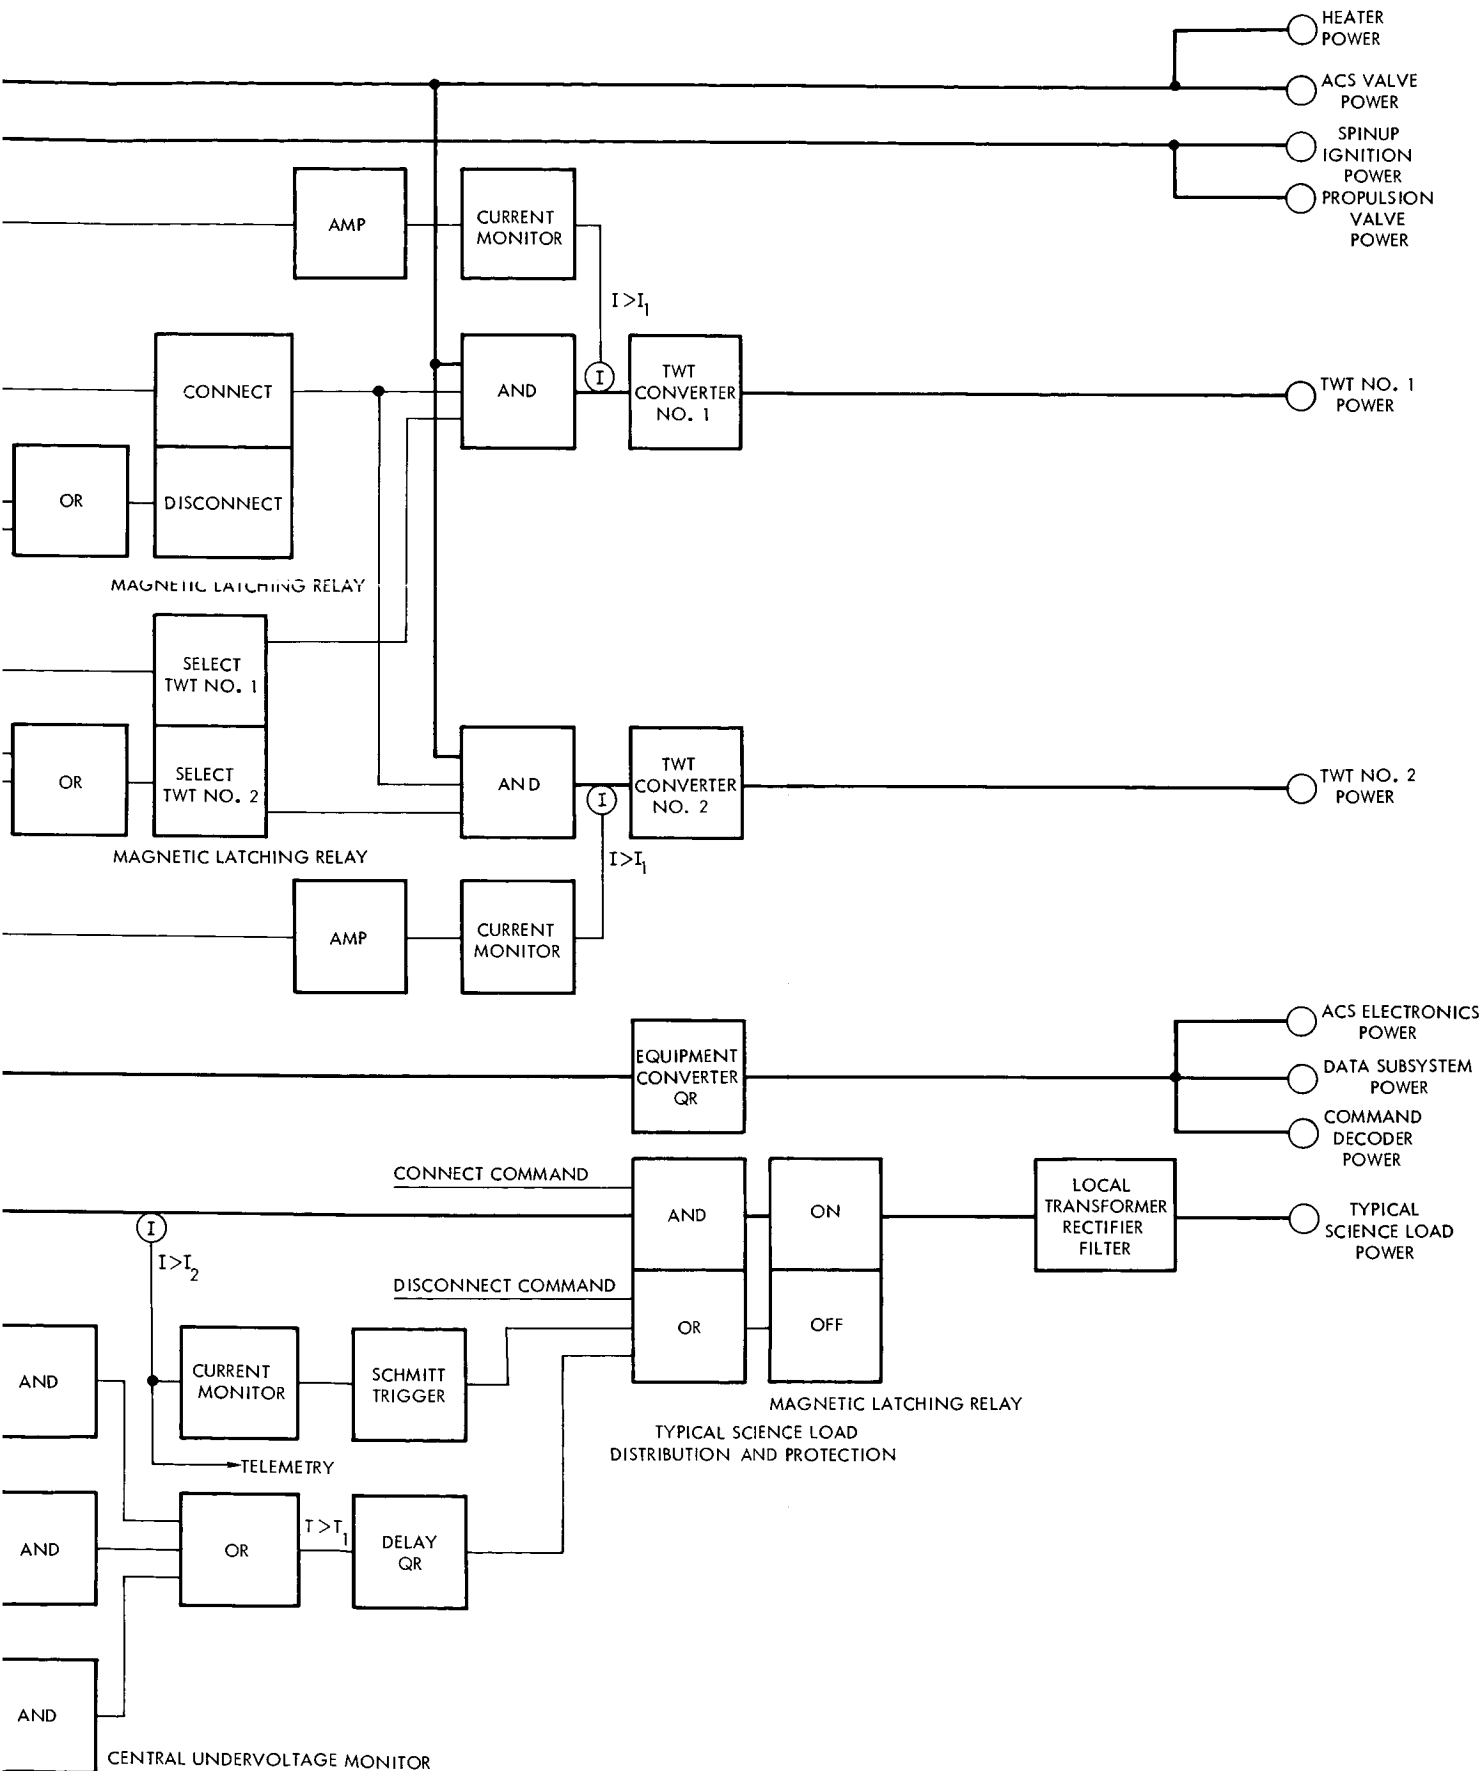 HEATER
POWER
ACS VALVE
POWER
SPINUP
IGNITION
POWER
PROPULSION
VALVE
POWER
AMP
CURRENT
MONITOR
I>I1
CONNECT
AND
I
TWT
CONVERTER
NO. 1
TWT NO. 1
POWER
OR
DISCONNECT
MAGNETIC LATCHING RELAY
SELECT
TWT NO. 1
OR
SELECT
TWT NO. 2
AND
I
TWT
CONVERTER
NO. 2
TWT NO. 2
POWER
MAGNETIC LATCHING RELAY
I>I1
AMP
CURRENT
MONITOR
EQUIPMENT
CONVERTER
QR
ACS ELECTRONICS
POWER
DATA SUBSYSTEM
POWER
COMMAND
DECODER
POWER
CONNECT COMMAND
AND
ON
LOCAL
TRANSFORMER
RECTIFIER
FILTER
TYPICAL
SCIENCE LOAD
POWER
I
I>I2
DISCONNECT COMMAND
OR
OFF
AND
CURRENT
MONITOR
SCHMITT
TRIGGER
MAGNETIC LATCHING RELAY
TYPICAL SCIENCE LOAD
DISTRIBUTION AND PROTECTION
TELEMETRY
AND
OR
T>T1
DELAY
QR
AND
CENTRAL UNDERVOLTAGE MONITOR